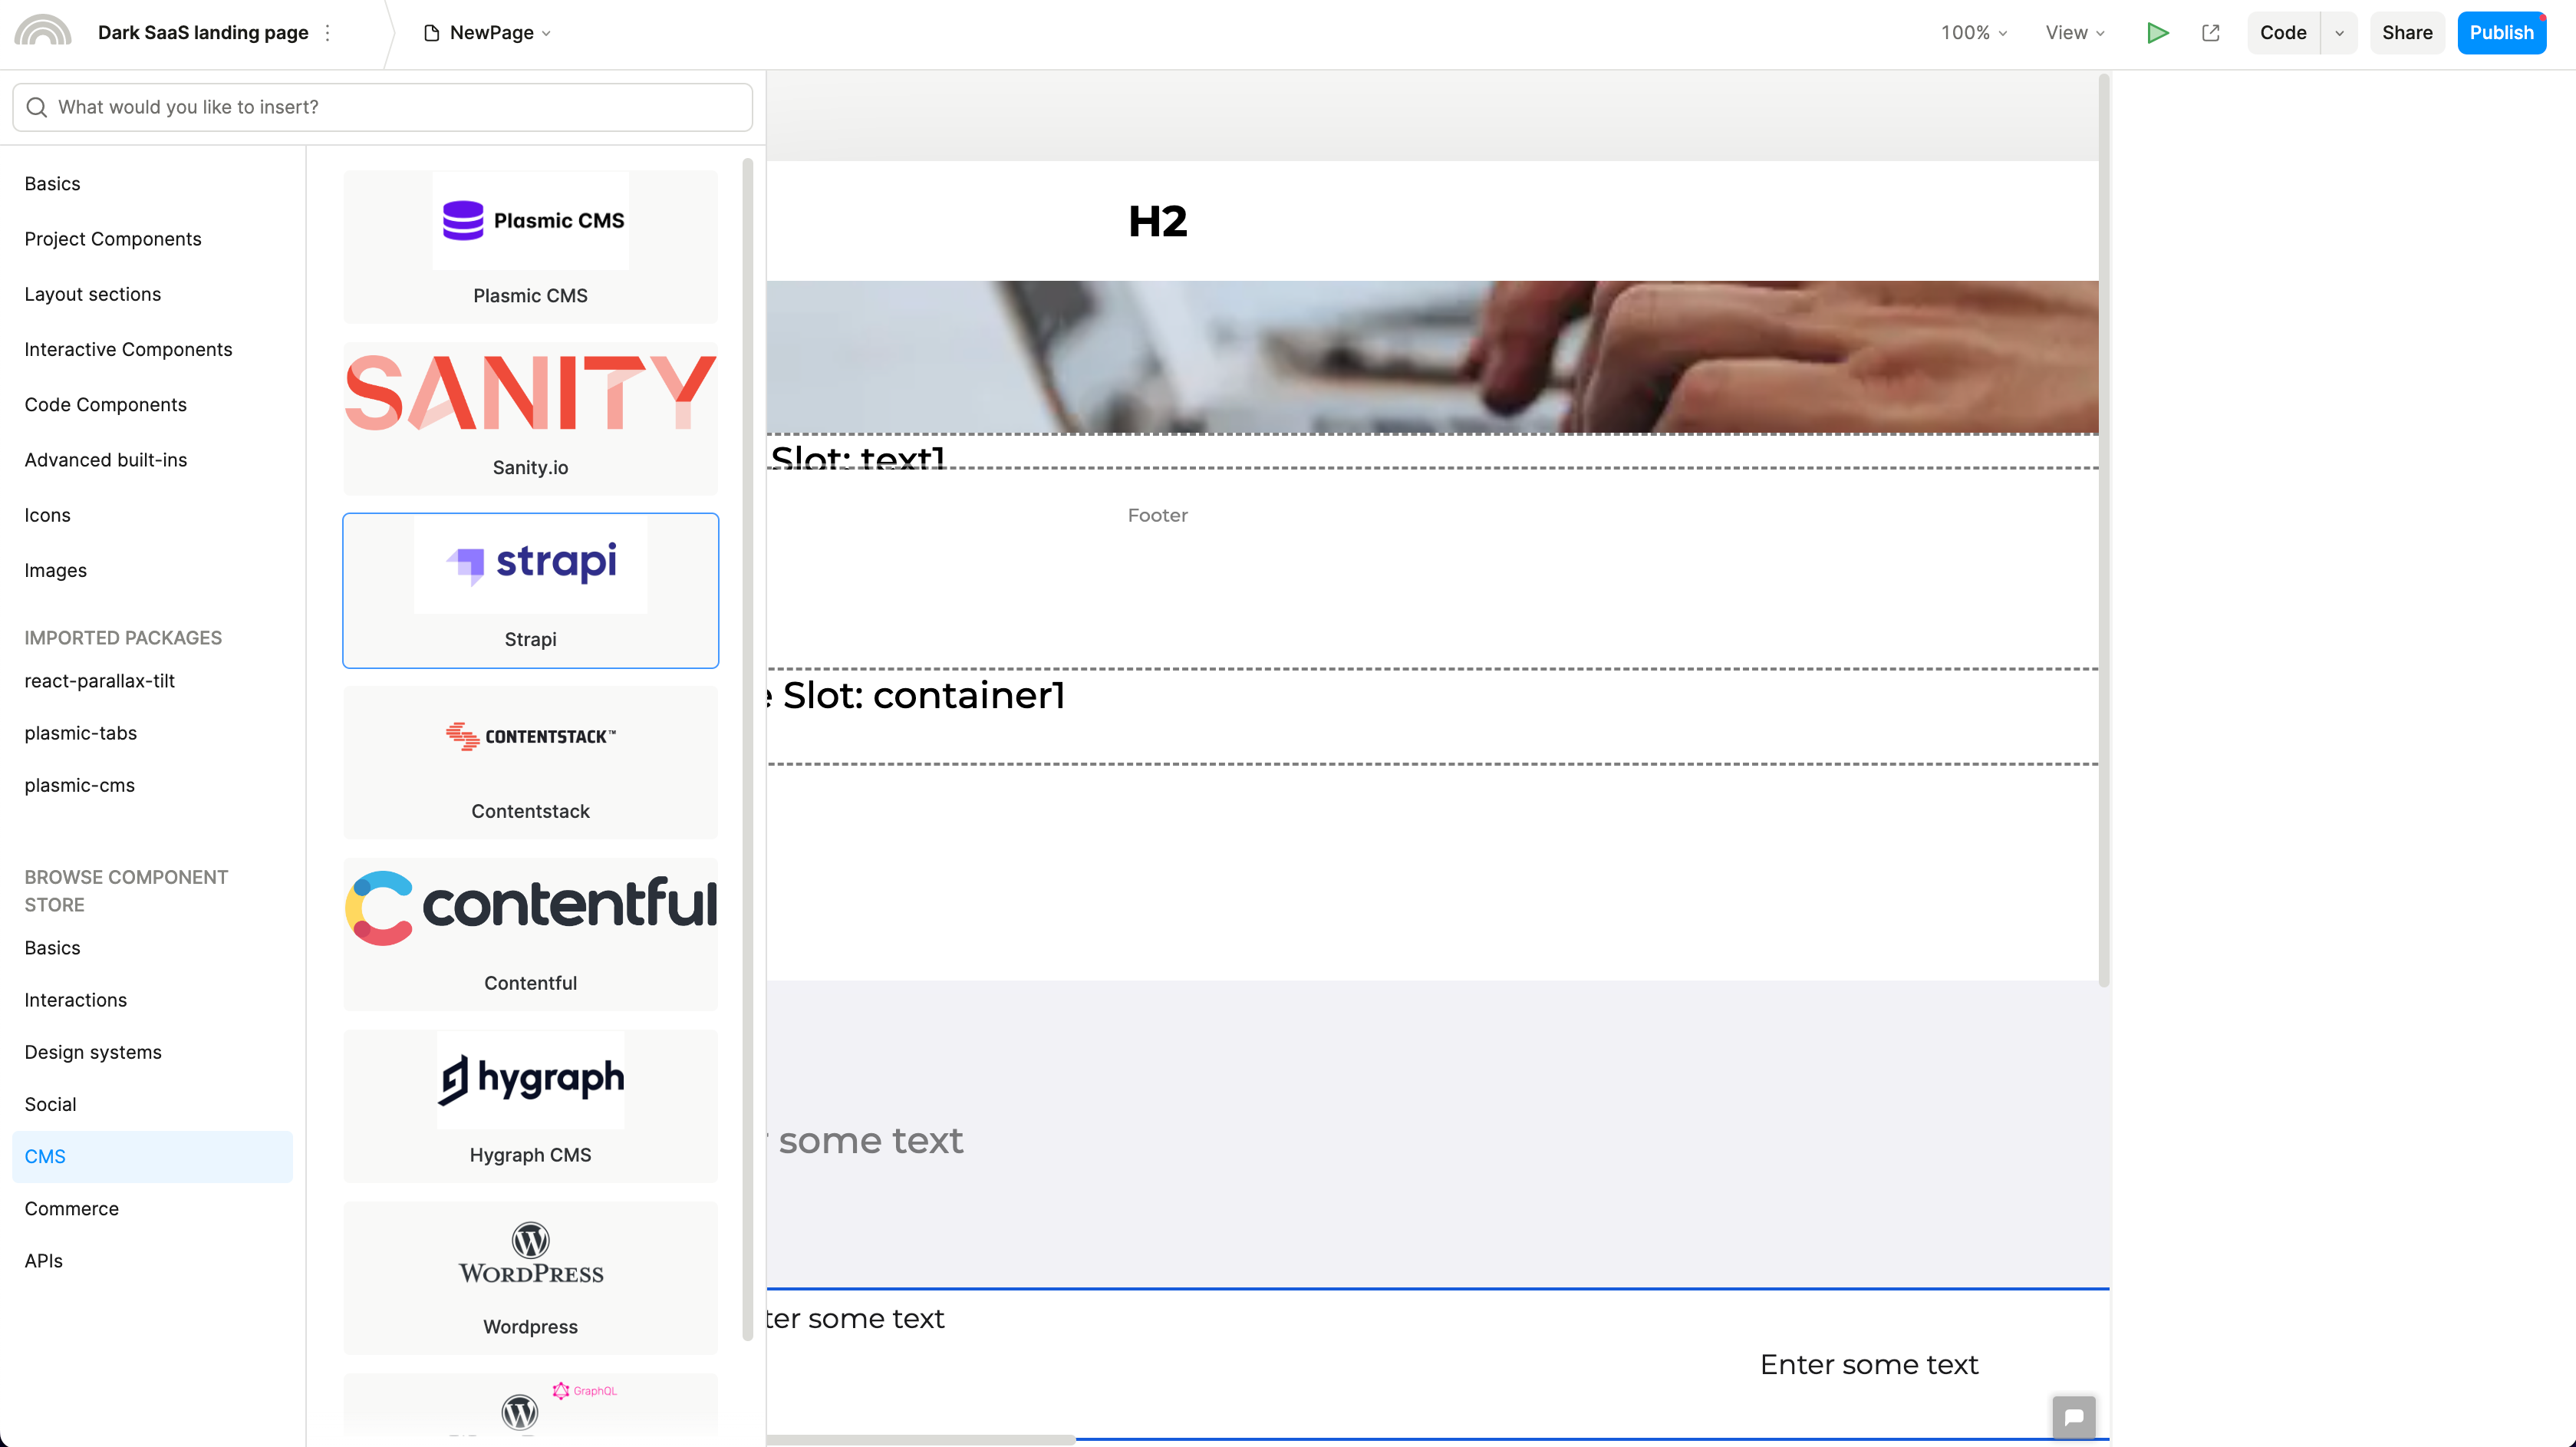 Dark SaaS landing page
NewPage
100%
View
Code
Share
Publish
What would you like to insert?
Basics
Project Components
Layout sections
Interactive Components
Code Components
Advanced built-ins
Icons
Images
IMPORTED PACKAGES
react-parallax-tilt
plasmic-tabs
plasmic-cms
BROWSE COMPONENT
STORE
Basics
Interactions
Design systems
Social
CMS
Commerce
APIs
Plasmic CMS
Plasmic CMS
SANITY
Sanity.io
strapi
Strapi
CONTENTSTACK™
Contentstack
contentful
Contentful
hygraph
Hygraph CMS
WORDPRESS
Wordpress
GraphQL
H2
Slot: text1
Footer
Slot: container1
some text
some text
Enter some text